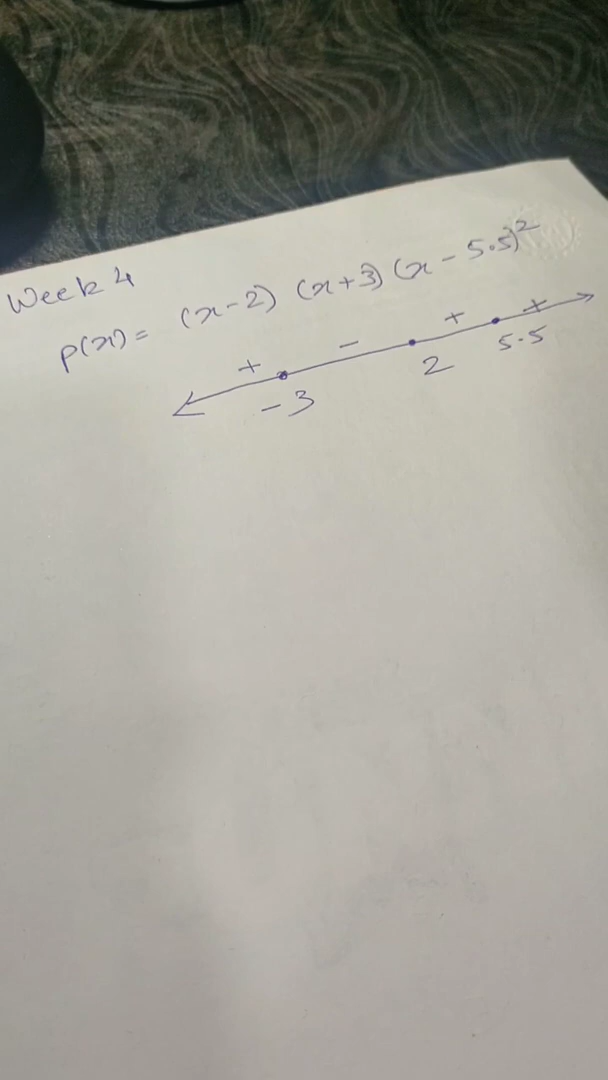 Week 4
p(x) = (x-2) (x+3) (x - 5.5)²
+ - + +
-3 2 5.5